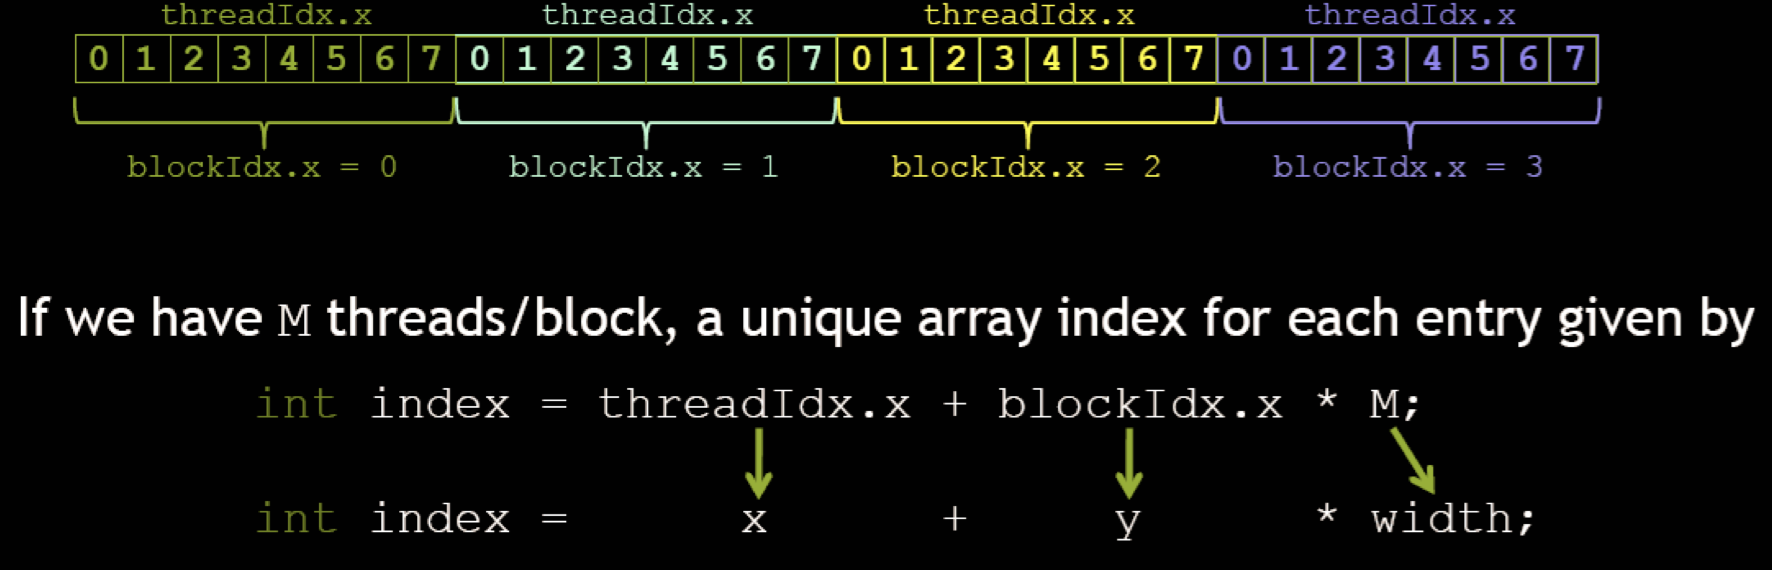 threadIdx.x threadIdx.x threadIdx.x threadIdx.x
0 1 2 3 4 5 6 7 0 1 2 3 4 5 6 7 0 1 2 3 4 5 6 7 0 1 2 3 4 5 6 7
blockIdx.x = 0 blockIdx.x = 1 blockIdx.x = 2 blockIdx.x = 3
If we have M threads/block, a unique array index for each entry given by
int index = threadIdx.x + blockIdx.x * M;
int index = x + y * width;